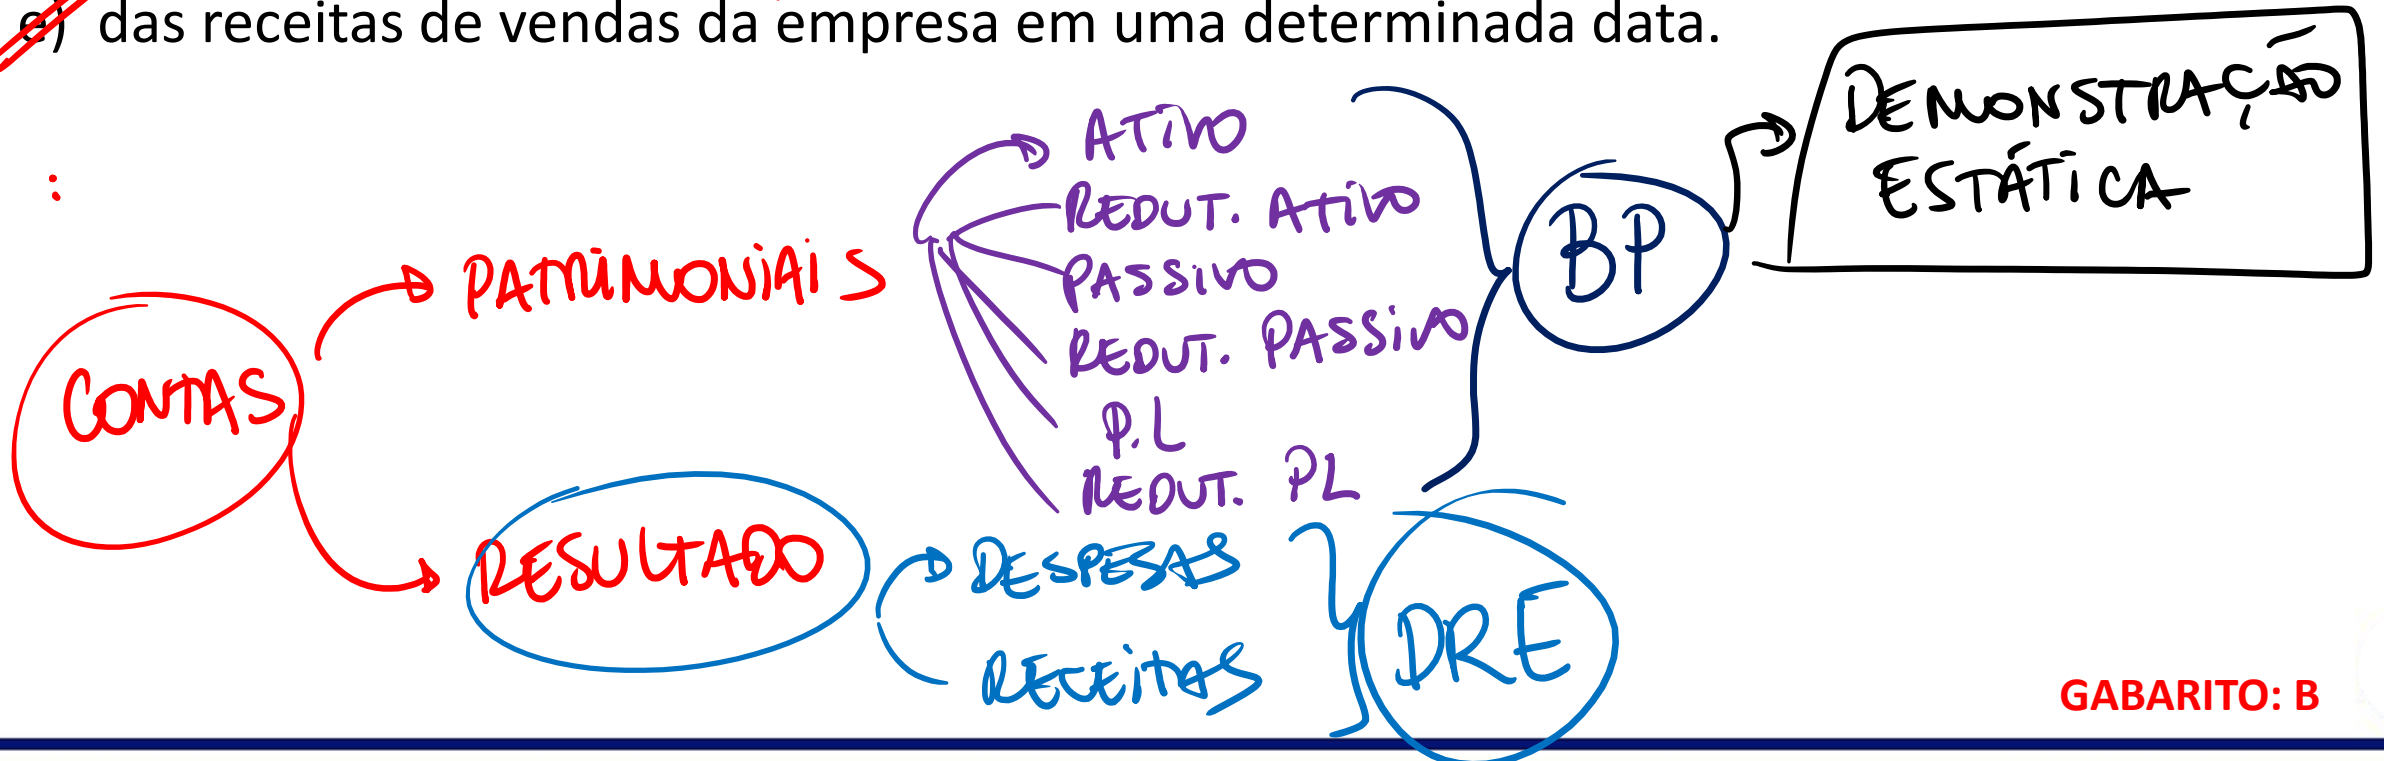 e) das receitas de vendas da empresa em uma determinada data.
DEMONSTRAÇÃO
ESTÁTICA
ATIVO
REDUT. ATIVO
PASSIVO
REDUT. PASSIVO
P.L
REDUT. PL
BP
PATRIMONIAIS
CONTAS
RESULTADO
DESPESAS
RECEITAS
DRE
GABARITO: B